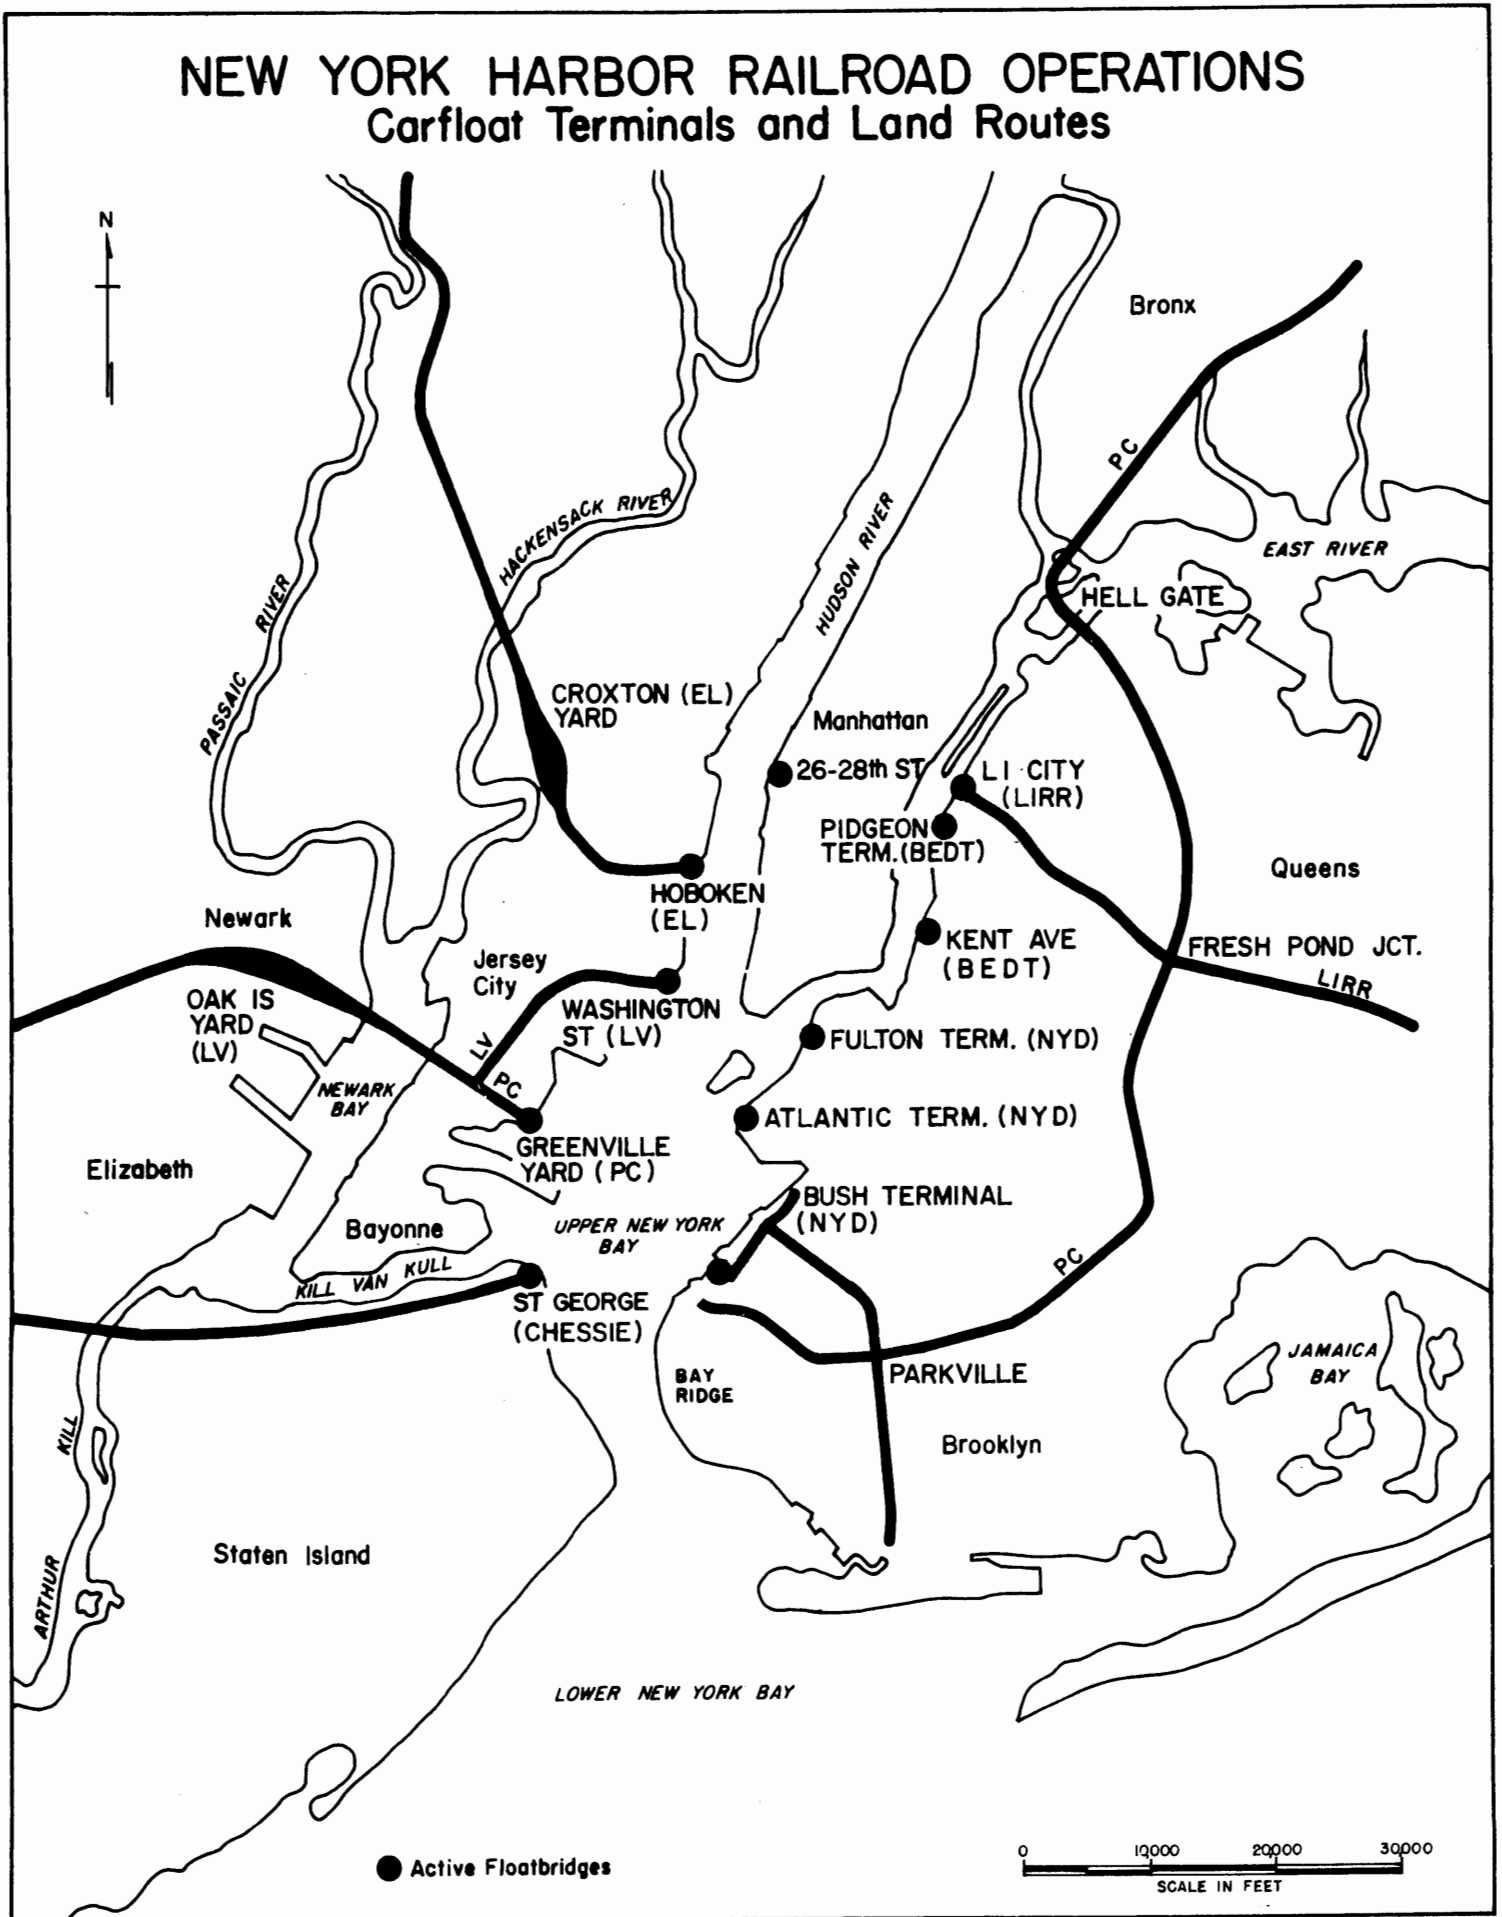 NEW YORK HARBOR RAILROAD OPERATIONS
Carfloat Terminals and Land Routes
N
Bronx
PC
HACKENSACK RIVER
HUDSON RIVER
EAST RIVER
PASSAIC RIVER
HELL GATE
CROXTON (EL)
YARD
Manhattan
26-28th ST
LI CITY
(LIRR)
PIDGEON
TERM. (BEDT)
Queens
HOBOKEN
(EL)
Newark
KENT AVE
(BEDT)
FRESH POND JCT.
LIRR
Jersey
City
OAK IS
YARD
(LV)
WASHINGTON
ST (LV)
LV
FULTON TERM. (NYD)
PC
NEWARK
BAY
ATLANTIC TERM. (NYD)
GREENVILLE
YARD (PC)
Elizabeth
BUSH TERMINAL
(NYD)
Bayonne
UPPER NEW YORK
BAY
PC
KILL VAN KULL
ST GEORGE
(CHESSIE)
JAMAICA
BAY
BAY
RIDGE
PARKVILLE
Brooklyn
ARTHUR KILL
Staten Island
LOWER NEW YORK BAY
Active Floatbridges
0 10,000 20,000 30,000
SCALE IN FEET